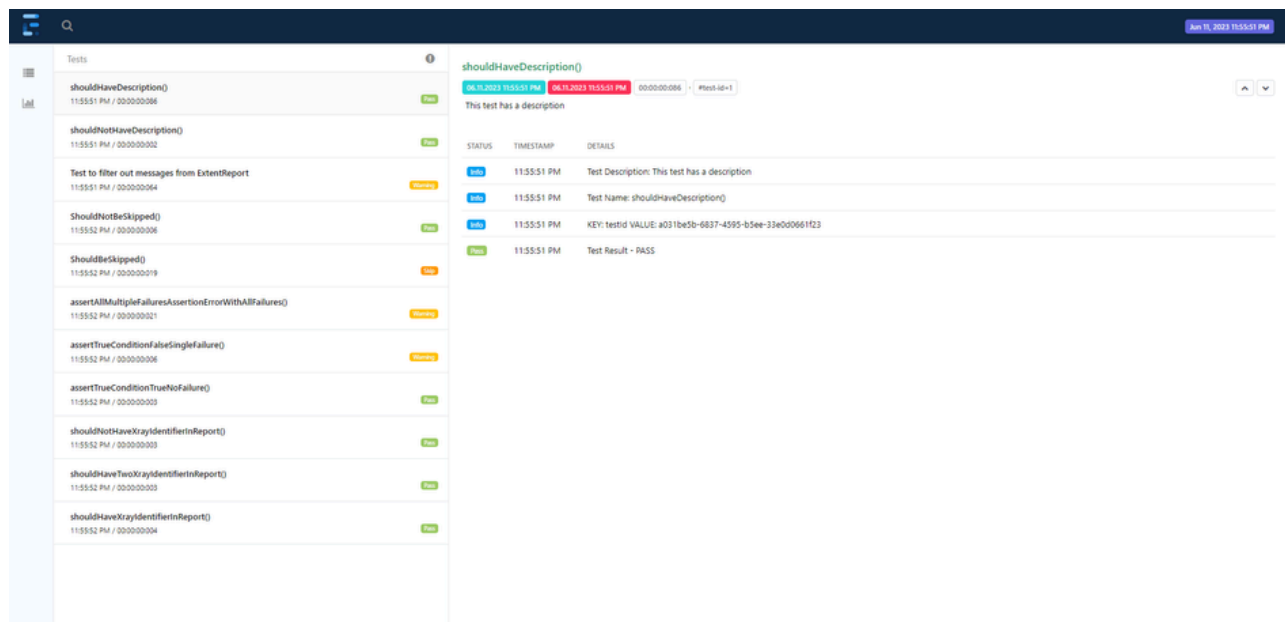 Jun 11, 2023 11:55:51 PM
Tests
shouldHaveDescription()
11:55:51 PM / 00:00:00:086
Pass
shouldNotHaveDescription()
11:55:51 PM / 00:00:00:002
Pass
Test to filter out messages from ExtentReport
11:55:51 PM / 00:00:00:064
Warning
ShouldNotBeSkipped()
11:55:52 PM / 00:00:00:006
Pass
ShouldBeSkipped()
11:55:52 PM / 00:00:00:019
Skip
assertAllMultipleFailuresAssertionErrorWithAllFailures()
11:55:52 PM / 00:00:00:021
Warning
assertTrueConditionFalseSingleFailure()
11:55:52 PM / 00:00:00:006
Warning
assertTrueConditionTrueNoFailure()
11:55:52 PM / 00:00:00:003
Pass
shouldNotHaveXrayIdentifierInReport()
11:55:52 PM / 00:00:00:003
Pass
shouldHaveTwoXrayIdentifierInReport()
11:55:52 PM / 00:00:00:003
Pass
shouldHaveXrayIdentifierInReport()
11:55:52 PM / 00:00:00:004
Pass
shouldHaveDescription()
06.11.2023 11:55:51 PM 06.11.2023 11:55:51 PM 00:00:00:086 · #test-id=1
This test has a description
STATUS TIMESTAMP DETAILS
Info 11:55:51 PM Test Description: This test has a description
Info 11:55:51 PM Test Name: shouldHaveDescription()
Info 11:55:51 PM KEY: testId VALUE: a031be5b-6837-4595-b5ee-33e0d0661f23
Pass 11:55:51 PM Test Result - PASS